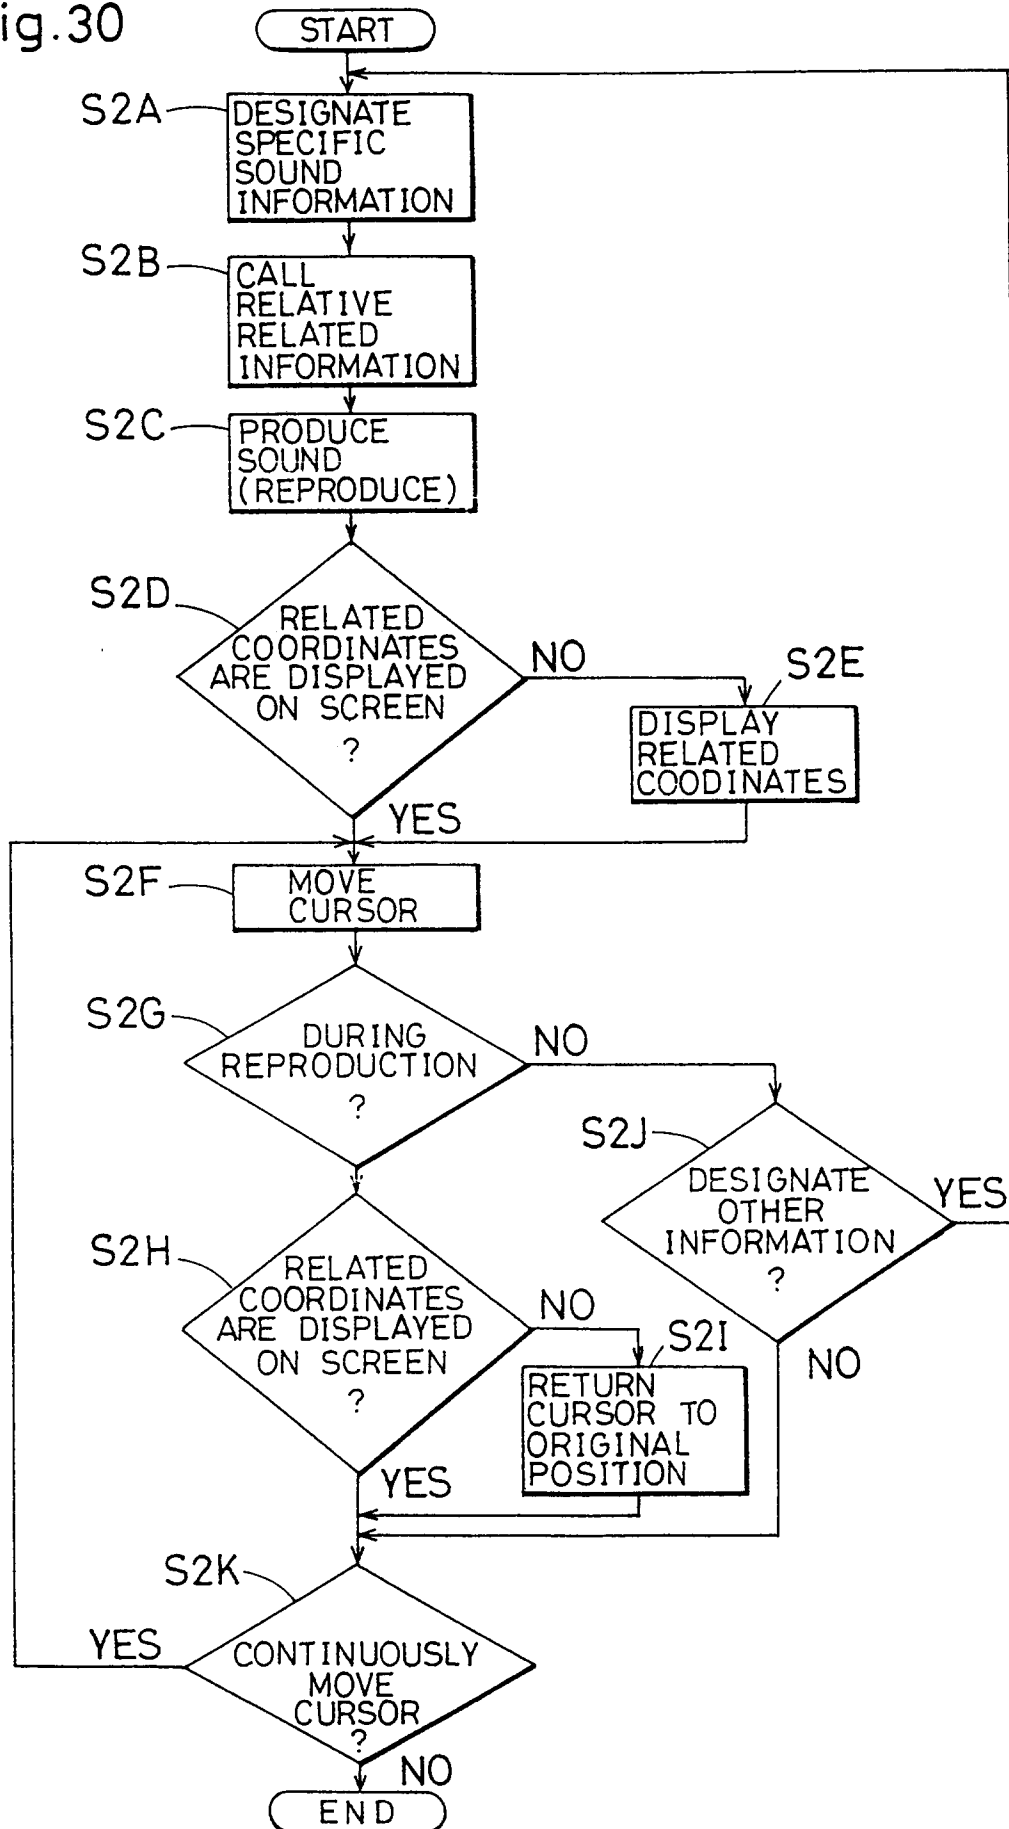 ig.30
START
S2A
DESIGNATE
SPECIFIC
SOUND
INFORMATION
S2B
CALL
RELATIVE
RELATED
INFORMATION
S2C
PRODUCE
SOUND
(REPRODUCE)
S2D
RELATED
COORDINATES
ARE DISPLAYED
ON SCREEN
?
NO
S2E
DISPLAY
RELATED
COODINATES
YES
S2F
MOVE
CURSOR
S2G
DURING
REPRODUCTION
?
NO
S2J
DESIGNATE
OTHER
INFORMATION
?
YES
NO
S2H
RELATED
COORDINATES
ARE DISPLAYED
ON SCREEN
?
NO
S2I
RETURN
CURSOR TO
ORIGINAL
POSITION
YES
S2K
CONTINUOUSLY
MOVE
CURSOR
?
YES
NO
END